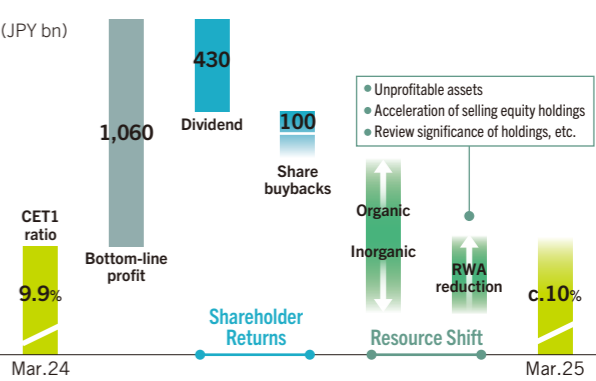 (JPY bn)
CET1
ratio
9.9%
Mar.24
1,060
Bottom-line
profit
430
Dividend
100
Share
buybacks
Shareholder
Returns
• Unprofitable assets
• Acceleration of selling equity holdings
• Review significance of holdings, etc.
Organic
Inorganic
RWA
reduction
Resource Shift
c.10%
Mar.25